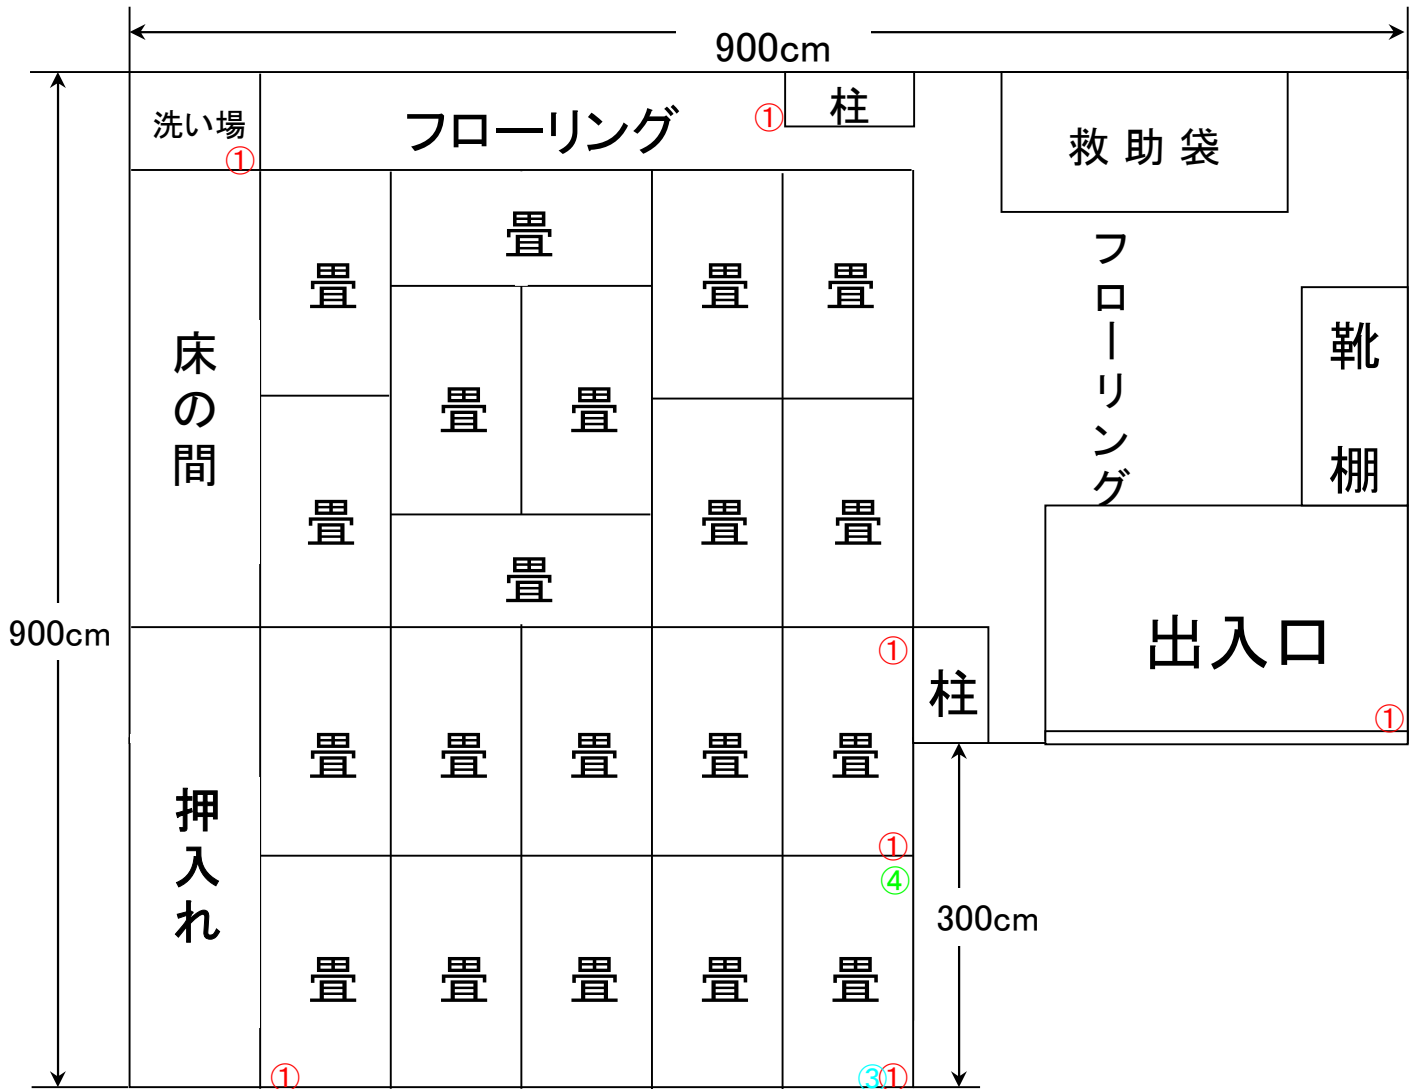 900cm
洗い場
①
フローリング
①
柱
救助袋
畳
畳
畳
畳
フローリング
靴棚
床の間
畳
畳
畳
畳
畳
畳
900cm
①
柱
出入口
①
押入れ
畳
畳
畳
畳
畳
①
④
300cm
畳
畳
畳
畳
畳
①
③①